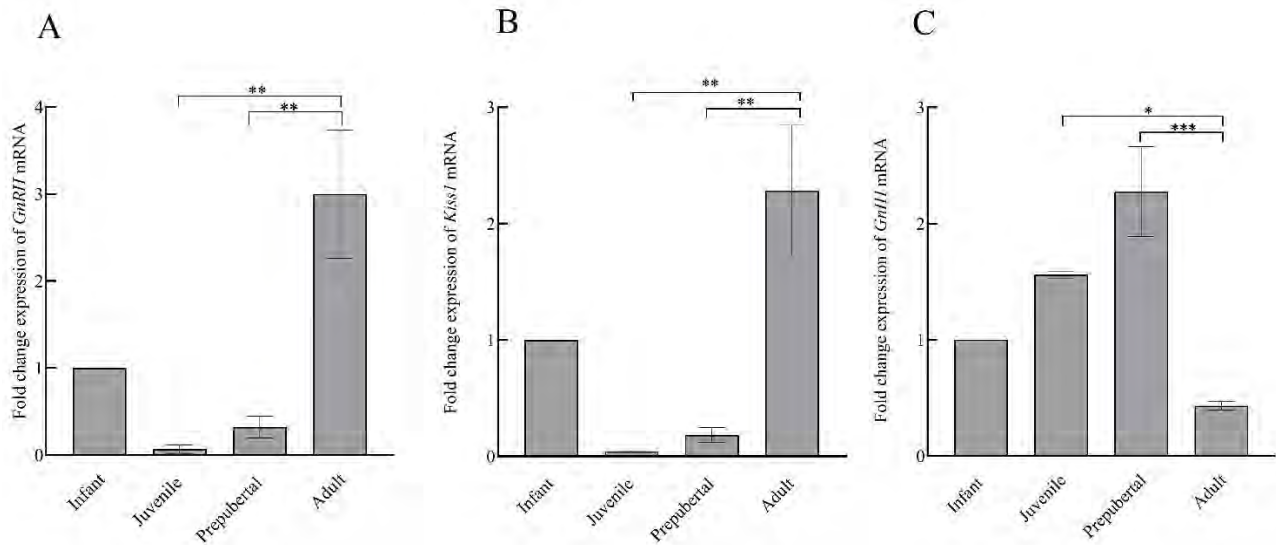 A
Fold change expression of GnRH mRNA
4
3
2
1
0
**
**
Infant
Juvenile
Prepubertal
Adult
B
Fold change expression of Kiss1 mRNA
3
2
1
0
**
**
Infant
Juvenile
Prepubertal
Adult
C
Fold change expression of mRNA
3
2
1
0
*
***
Infant
Juvenile
Prepubertal
Adult